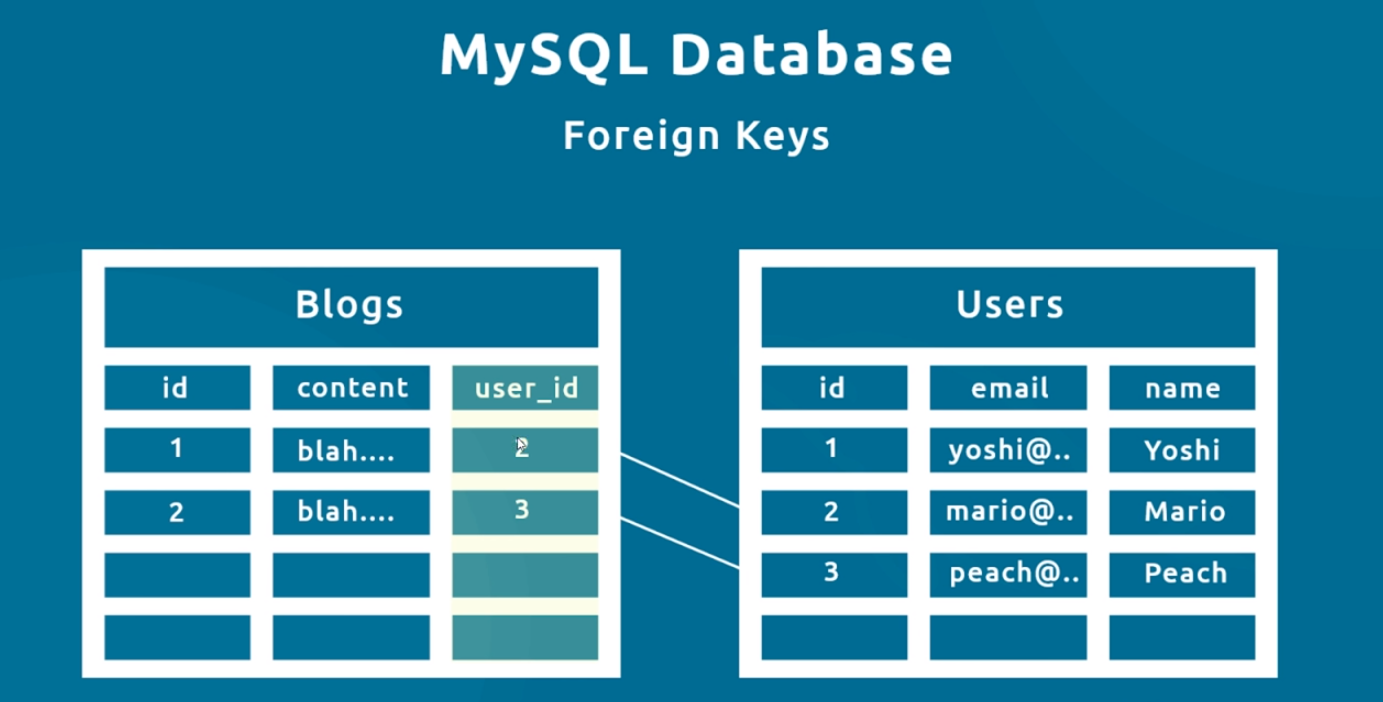 MySQL Database
Foreign Keys
Blogs
id content user_id
1 blah.... 2
2 blah.... 3
Users
id email name
1 yoshi@.. Yoshi
2 mario@.. Mario
3 peach@.. Peach